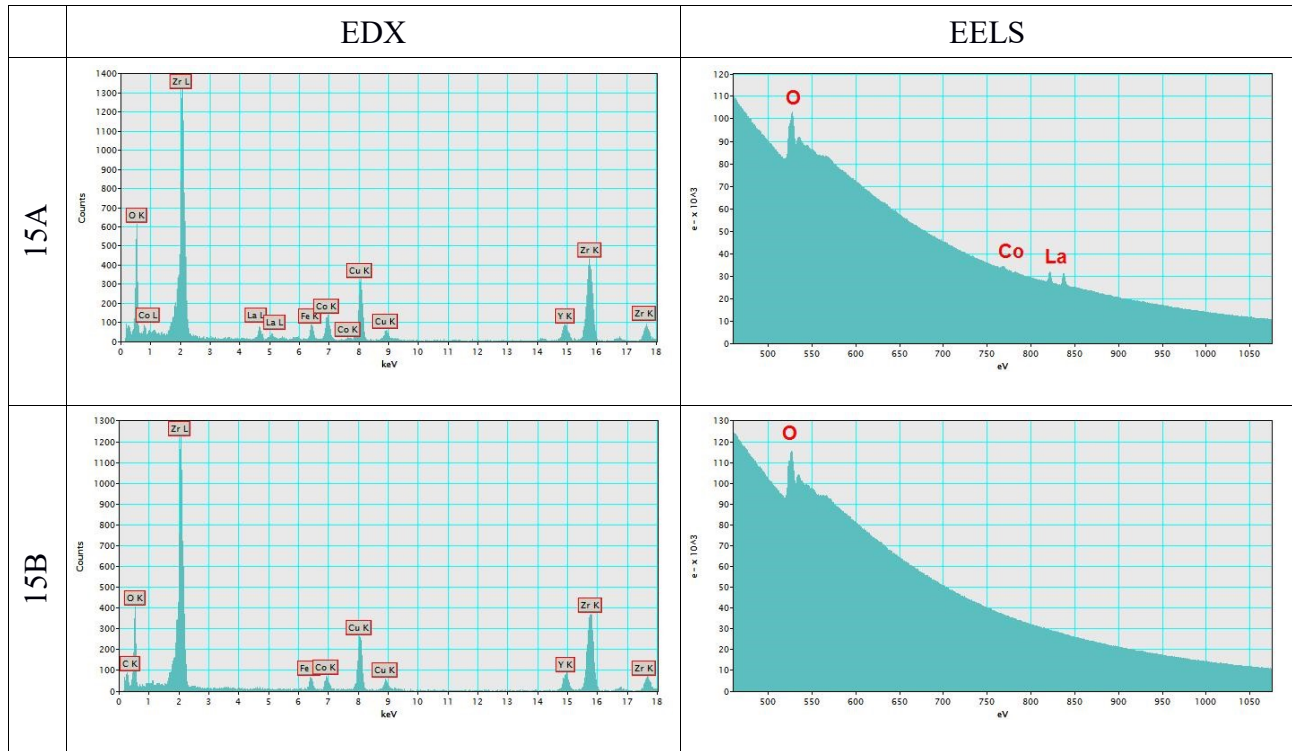 EDX
EELS
15A
1400
1300
1200
1100
1000
900
800
700
600
500
400
300
200
100
0
Counts
Zr L
O K
Co L
La L
La L
Fe K
Co K
Co K
Cu K
Cu K
Y K
Zr K
Zr K
0 1 2 3 4 5 6 7 8 9 10 11 12 13 14 15 16 17 18
keV
120
110
100
90
80
70
60
50
40
30
20
10
0
e - x 10^3
O
Co
La
500 550 600 650 700 750 800 850 900 950 1000 1050
eV
15B
1300
1200
1100
1000
900
800
700
600
500
400
300
200
100
0
Counts
Zr L
O K
C K
Fe
Co K
Cu K
Cu K
Y K
Zr K
Zr K
0 1 2 3 4 5 6 7 8 9 10 11 12 13 14 15 16 17 18
keV
130
120
110
100
90
80
70
60
50
40
30
20
10
0
e - x 10^3
O
500 550 600 650 700 750 800 850 900 950 1000 1050
eV